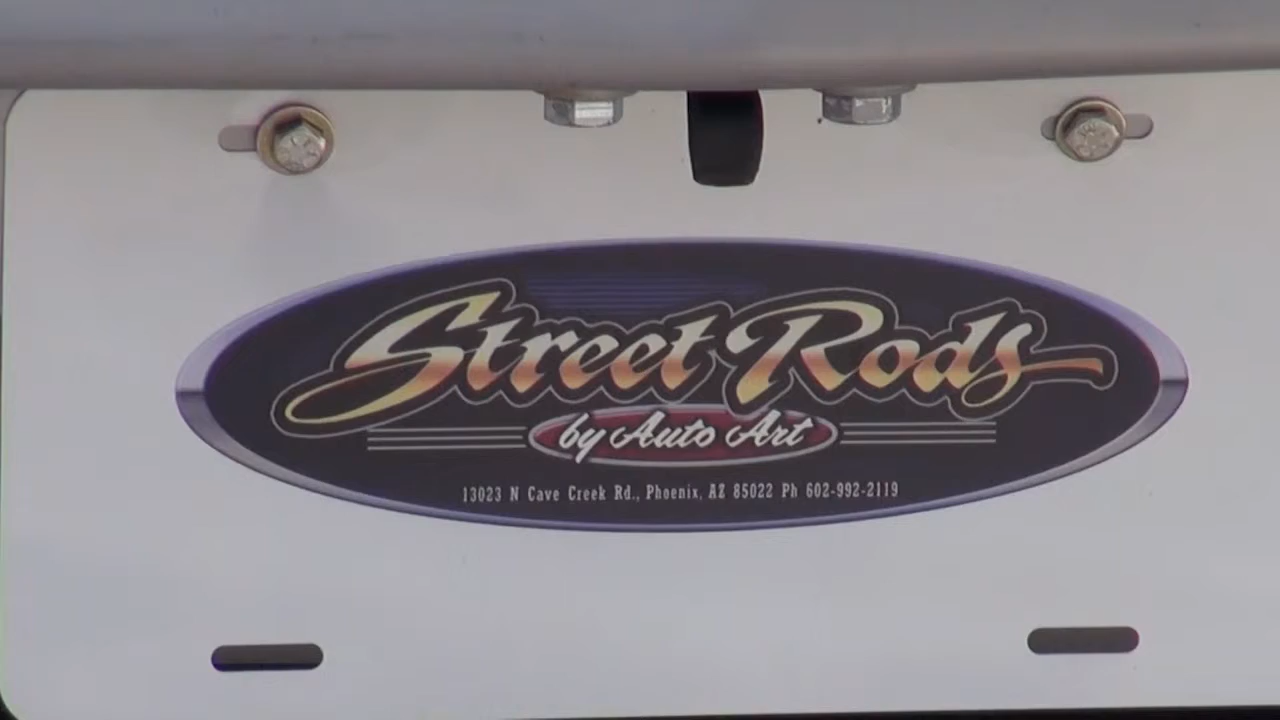 Street Rods
by Auto Art
13023 N Cave Creek Rd., Phoenix, AZ 85022 Ph 602-992-2119